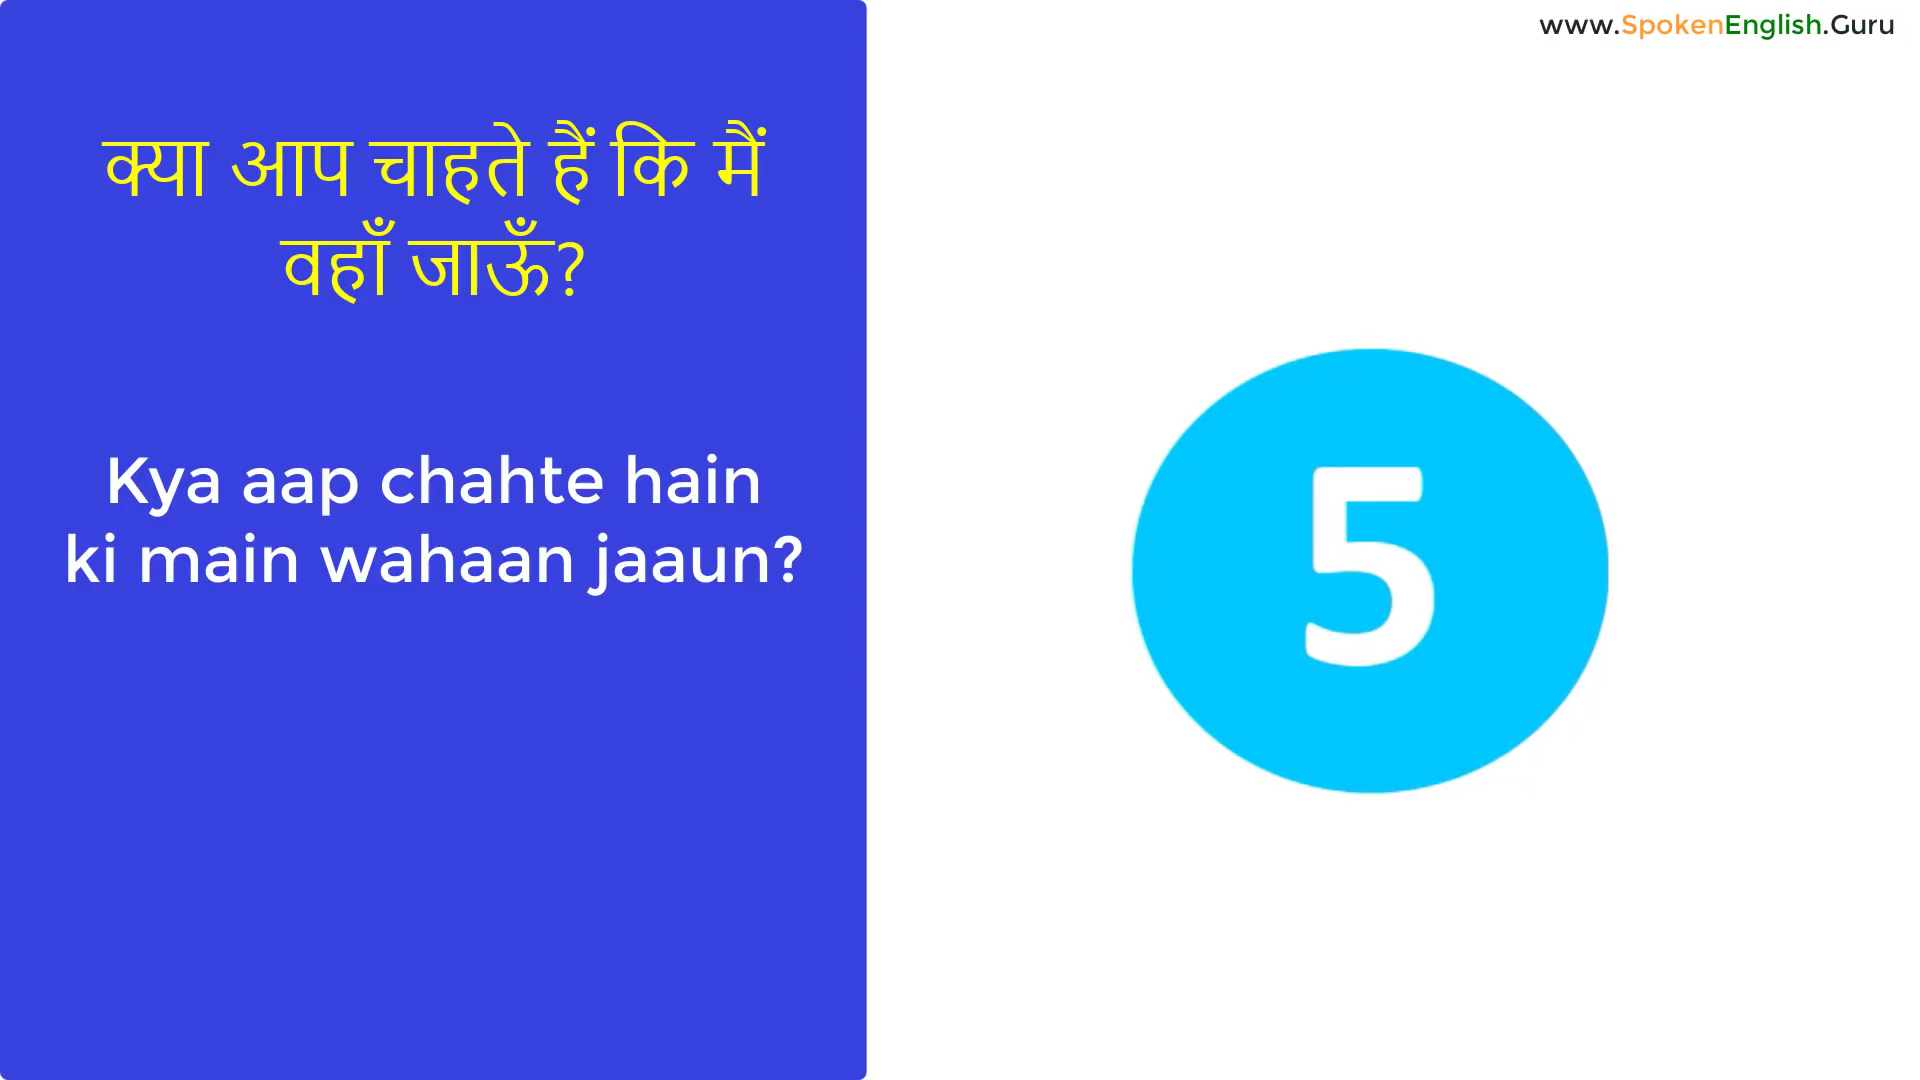 www.SpokenEnglish.Guru
क्या आप चाहते हैं कि मैं
वहाँ जाऊँ?
Kya aap chahte hain
ki main wahaan jaaun?
5